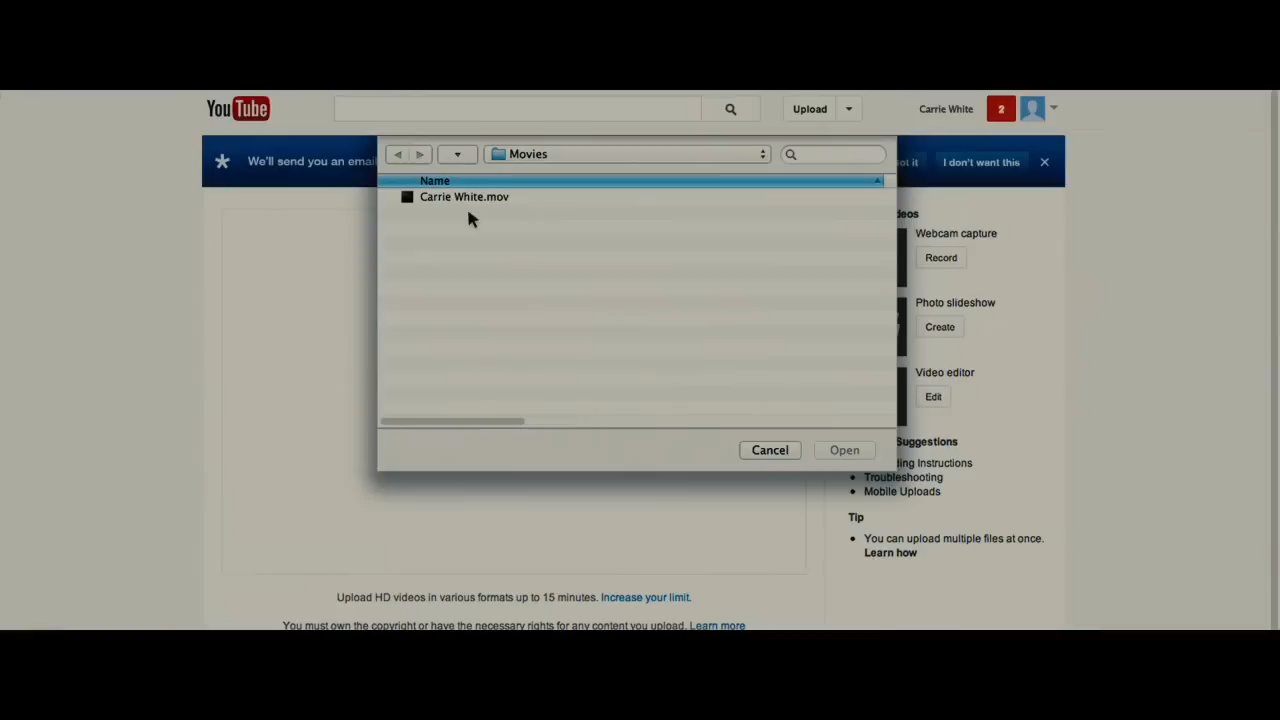 YouTube
Upload
Carrie White
2
We'll send you an email
ot it
I don't want this
Movies
Name
Carrie White.mov
Cancel
Open
deos
Webcam capture
Record
Photo slideshow
Create
Video editor
Edit
Suggestions
ding Instructions
Troubleshooting
Mobile Uploads
Tip
You can upload multiple files at once.
Learn how
Upload HD videos in various formats up to 15 minutes. Increase your limit.
You must own the copyright or have the necessary rights for any content you upload. Learn more